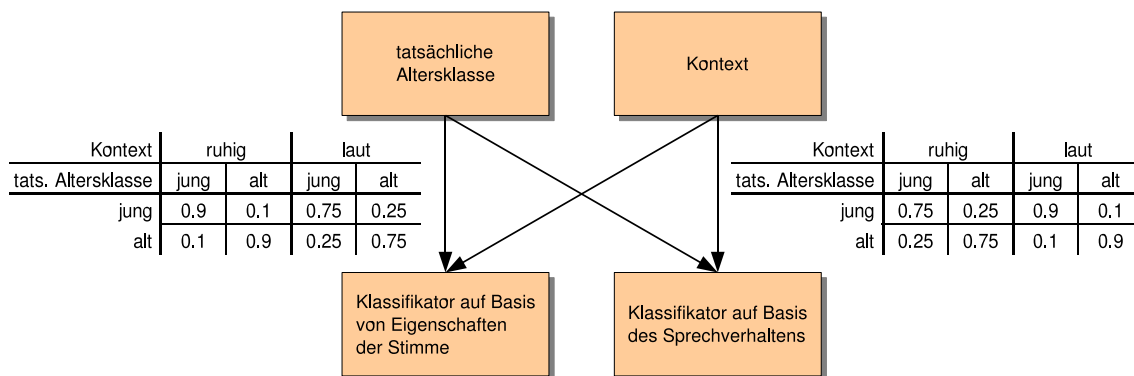 tatsächliche
Altersklasse
Kontext
Kontext ruhig laut
tats. Altersklasse jung alt jung alt
jung 0.9 0.1 0.75 0.25
alt 0.1 0.9 0.25 0.75
Kontext ruhig laut
tats. Altersklasse jung alt jung alt
jung 0.75 0.25 0.9 0.1
alt 0.25 0.75 0.1 0.9
Klassifikator auf Basis
von Eigenschaften
der Stimme
Klassifikator auf Basis
des Sprechverhaltens